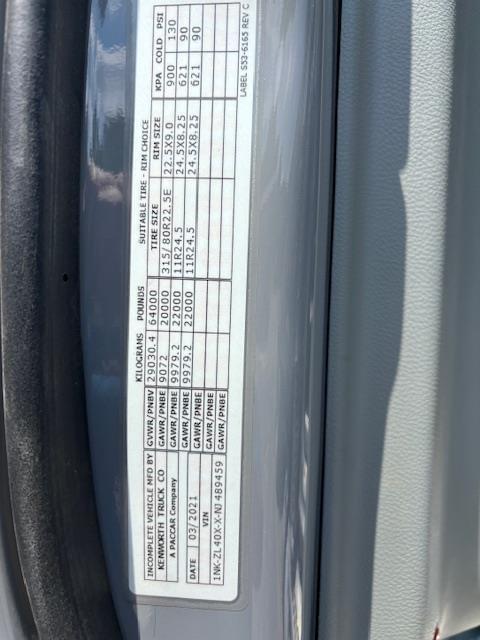 KILOGRAMS POUNDS SUITABLE TIRE - RIM CHOICE
INCOMPLETE VEHICLE MFD BY GVWR/PNBV 29030.4 64000 TIRE SIZE RIM SIZE KPA COLD PSI
KENWORTH TRUCK CO GAWR/PNBE 9072 20000 315/80R22.5E 22.5X9.0 900 130
A PACCAR Company GAWR/PNBE 9979.2 22000 11R24.5 24.5X8.25 621 90
GAWR/PNBE 9979.2 22000 11R24.5 24.5X8.25 621 90
DATE 03/2021 GAWR/PNBE
VIN GAWR/PNBE
1NK-ZL40X-X-NJ489459 GAWR/PNBE
LABEL S53-6165 REV C